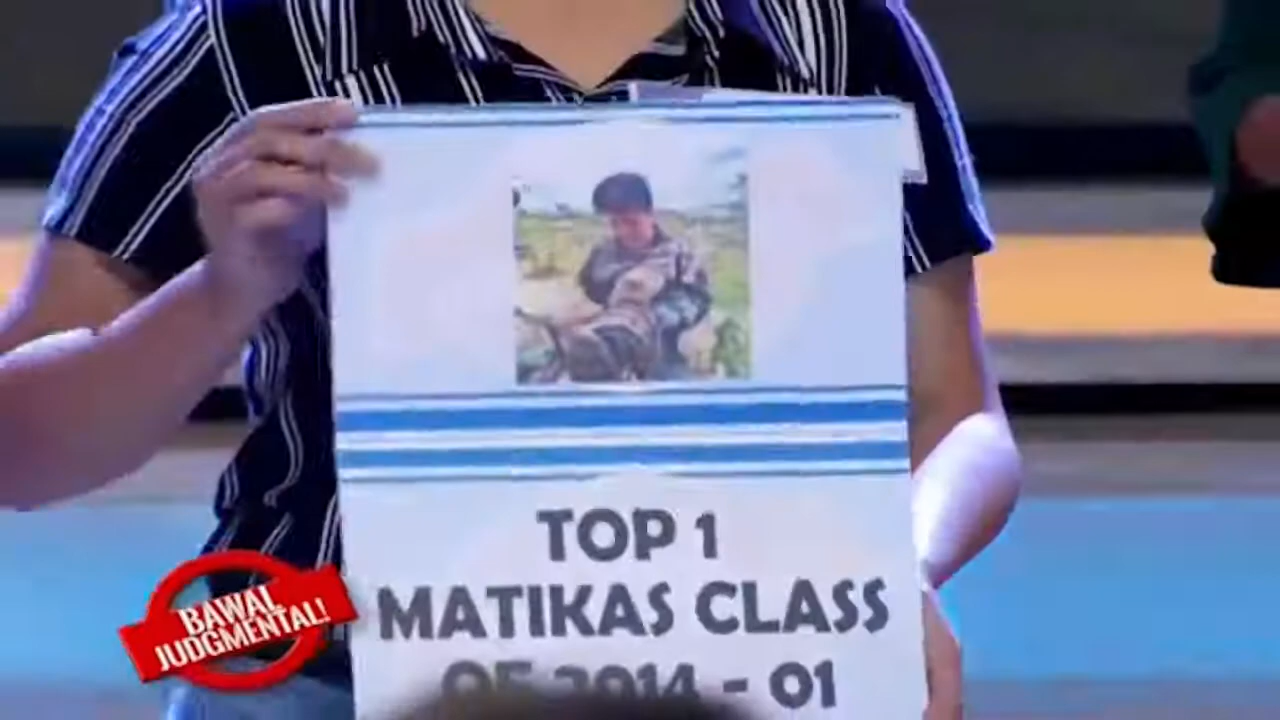 TOP 1
MATIKAS CLASS
OF 2014 - 01
BAWAL
JUDGMENTAL!